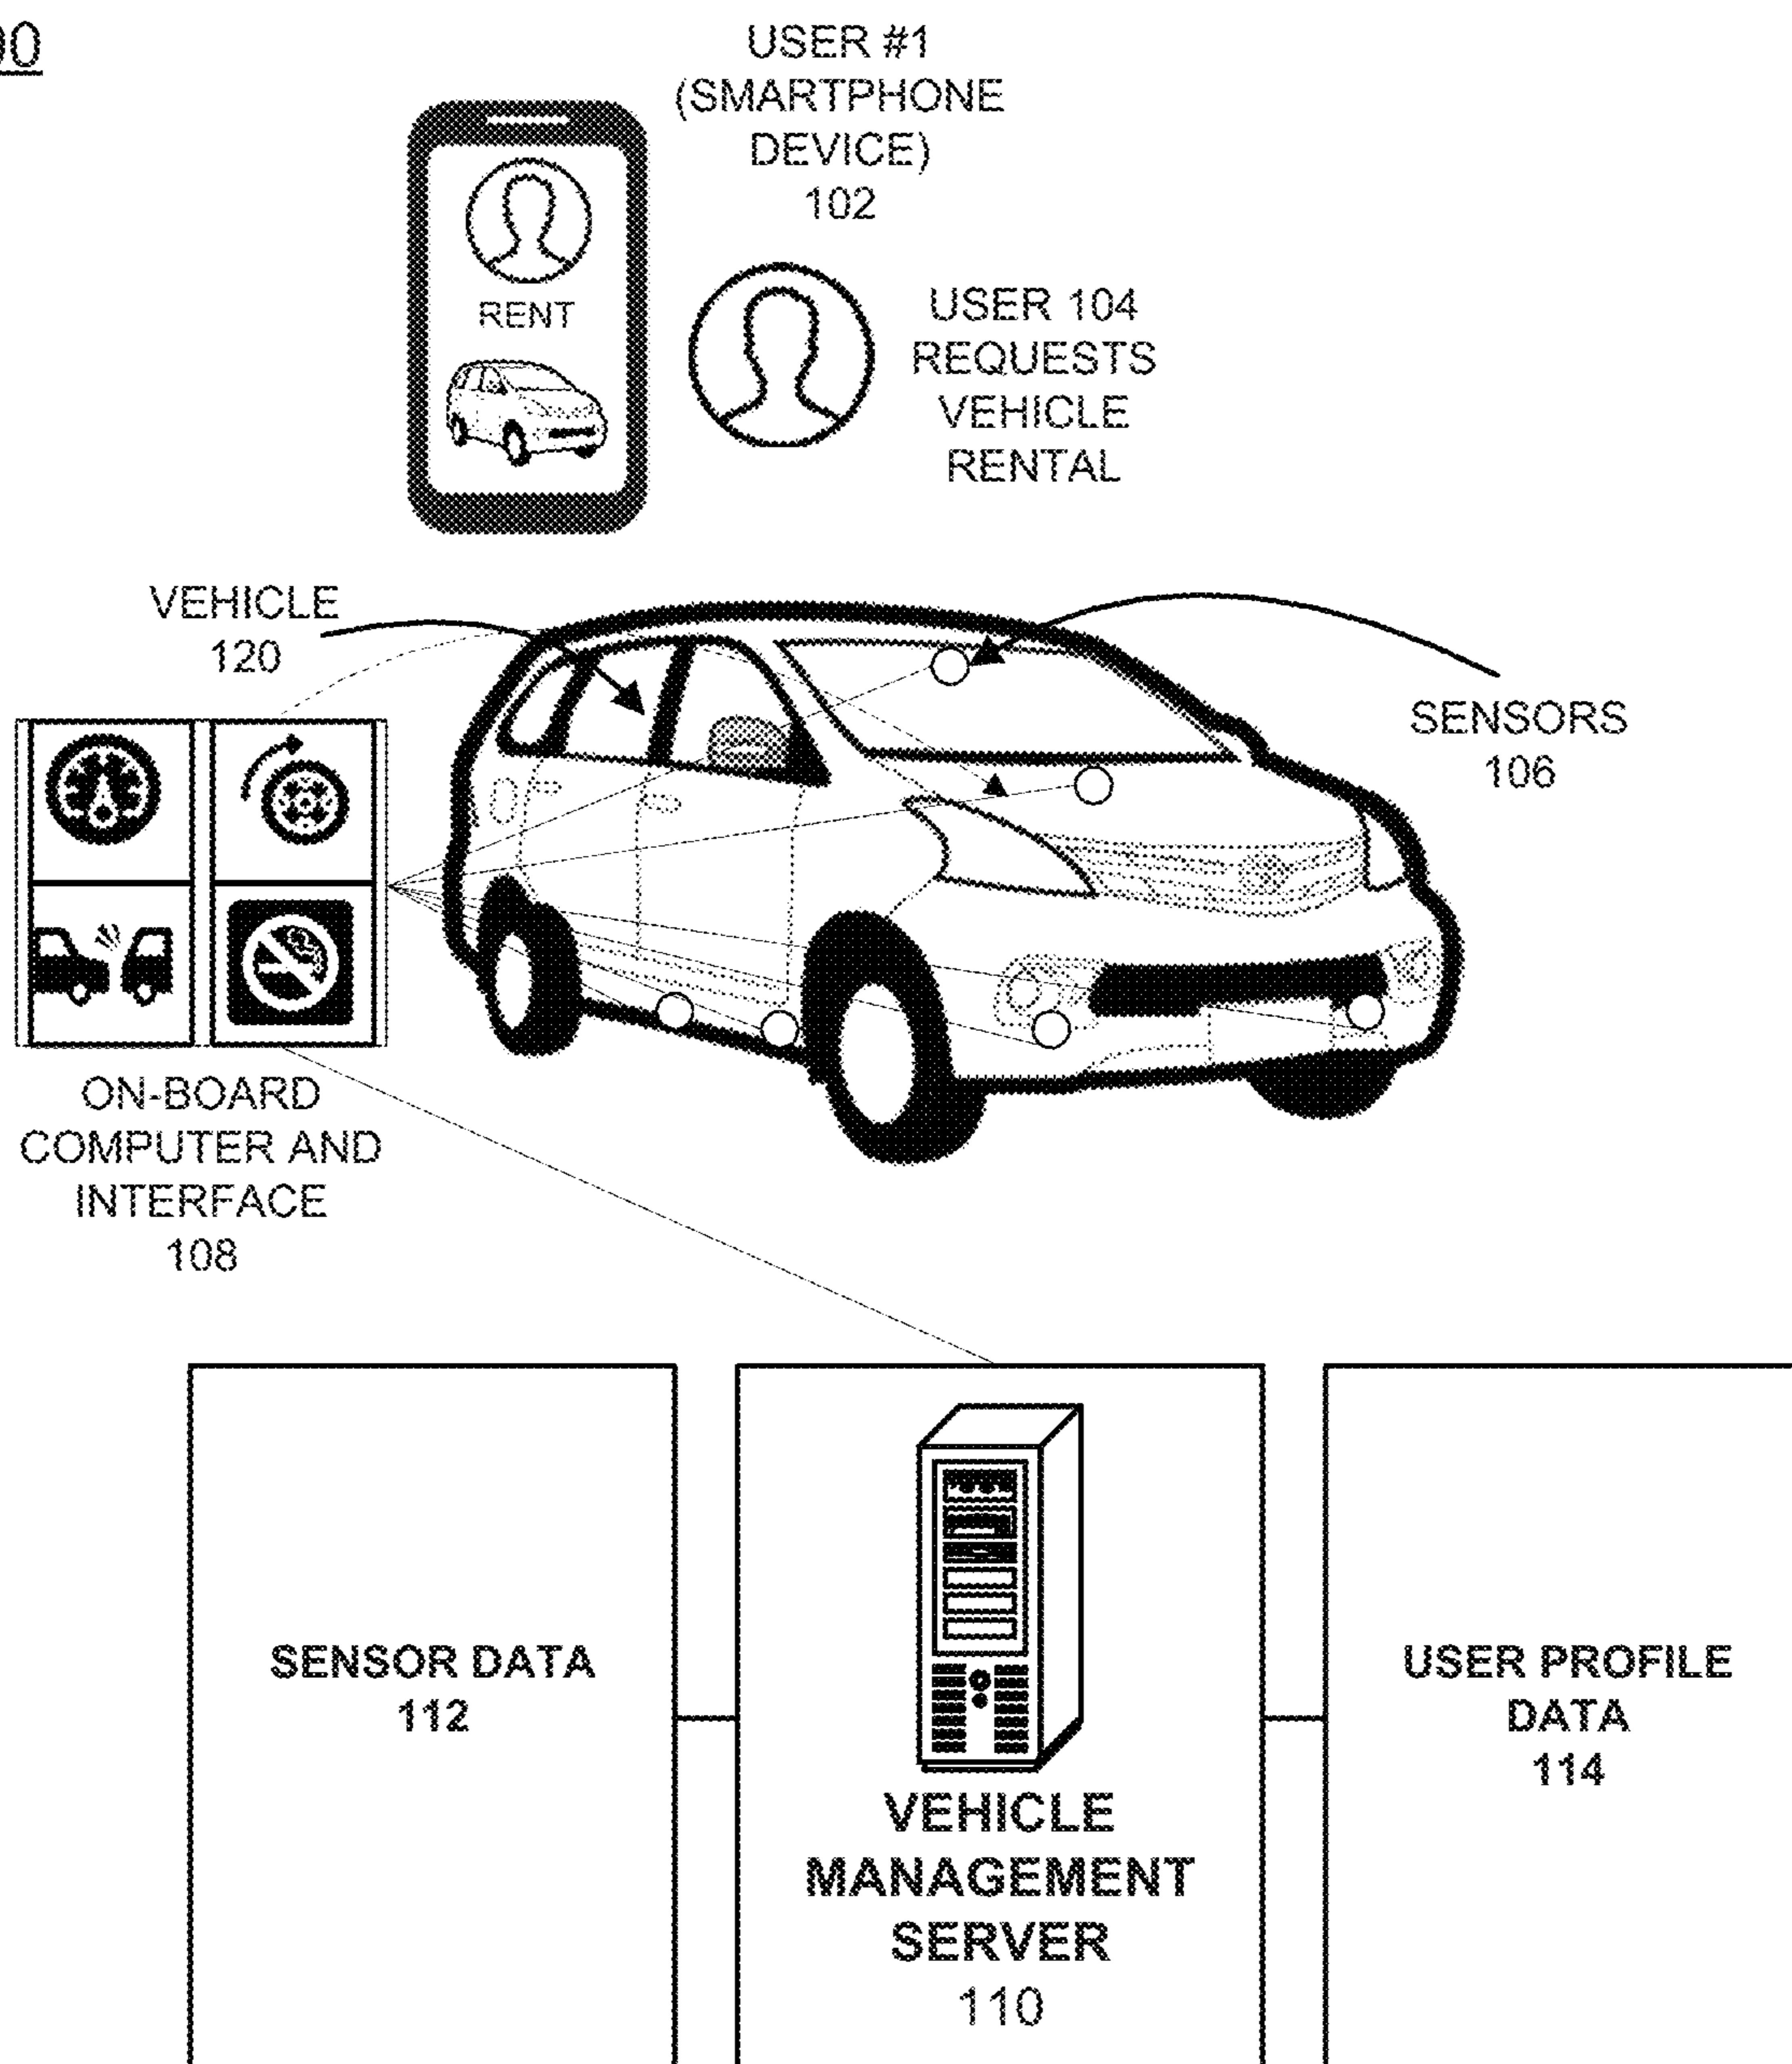 00
USER #1
(SMARTPHONE
DEVICE)
102
RENT
USER 104
REQUESTS
VEHICLE
RENTAL
VEHICLE
120
SENSORS
106
ON-BOARD
COMPUTER AND
INTERFACE
108
SENSOR DATA
112
VEHICLE
MANAGEMENT
SERVER
110
USER PROFILE
DATA
114